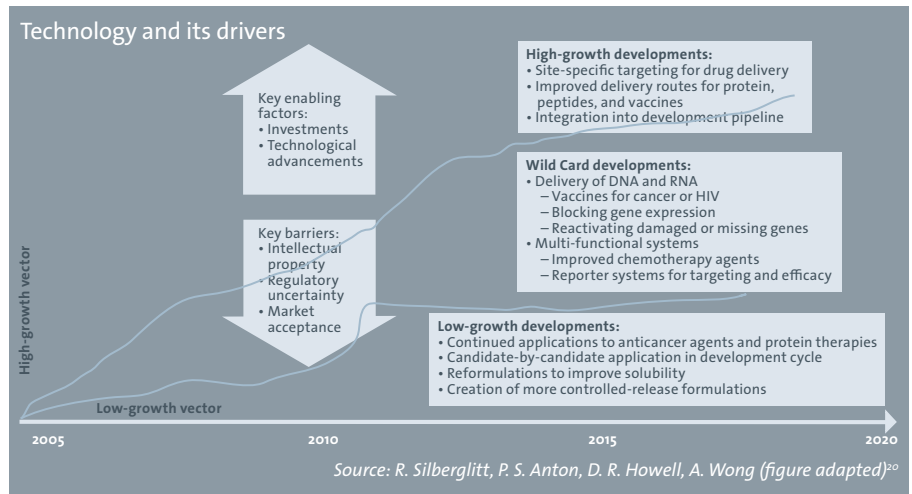 Technology and its drivers
Key enabling
factors:
• Investments
• Technological
advancements
Key barriers:
• Intellectual
property
• Regulatory
uncertainty
• Market
acceptance
High-growth developments:
• Site-specific targeting for drug delivery
• Improved delivery routes for protein,
peptides, and vaccines
• Integration into development pipeline
Wild Card developments:
• Delivery of DNA and RNA
– Vaccines for cancer or HIV
– Blocking gene expression
– Reactivating damaged or missing genes
• Multi-functional systems
– Improved chemotherapy agents
– Reporter systems for targeting and efficacy
Low-growth developments:
• Continued applications to anticancer agents and protein therapies
• Candidate-by-candidate application in development cycle
• Reformulations to improve solubility
• Creation of more controlled-release formulations
High-growth vector
Low-growth vector
2005 2010 2015 2020
Source: R. Silberglitt, P. S. Anton, D. R. Howell, A. Wong (figure adapted)²⁰